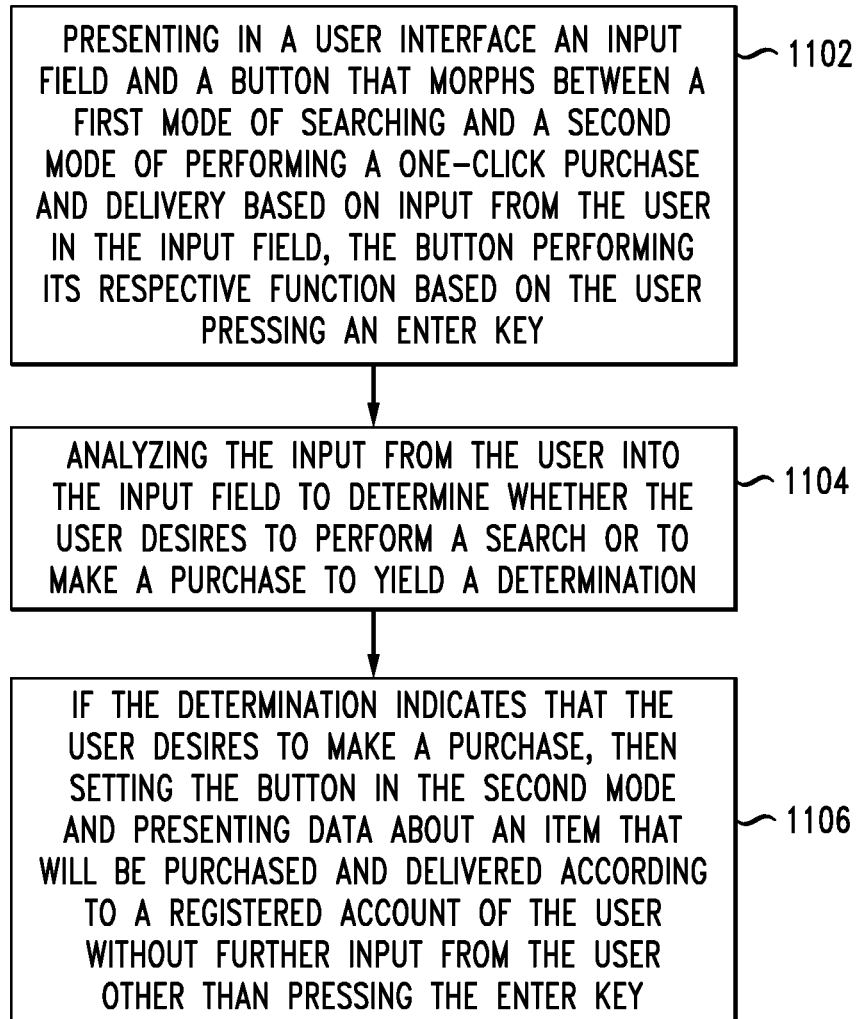 PRESENTING IN A USER INTERFACE AN INPUT
FIELD AND A BUTTON THAT MORPHS BETWEEN A
FIRST MODE OF SEARCHING AND A SECOND
MODE OF PERFORMING A ONE-CLICK PURCHASE
AND DELIVERY BASED ON INPUT FROM THE USER
IN THE INPUT FIELD, THE BUTTON PERFORMING
ITS RESPECTIVE FUNCTION BASED ON THE USER
PRESSING AN ENTER KEY
1102
ANALYZING THE INPUT FROM THE USER INTO
THE INPUT FIELD TO DETERMINE WHETHER THE
USER DESIRES TO PERFORM A SEARCH OR TO
MAKE A PURCHASE TO YIELD A DETERMINATION
1104
IF THE DETERMINATION INDICATES THAT THE
USER DESIRES TO MAKE A PURCHASE, THEN
SETTING THE BUTTON IN THE SECOND MODE
AND PRESENTING DATA ABOUT AN ITEM THAT
WILL BE PURCHASED AND DELIVERED ACCORDING
TO A REGISTERED ACCOUNT OF THE USER
WITHOUT FURTHER INPUT FROM THE USER
OTHER THAN PRESSING THE ENTER KEY
1106